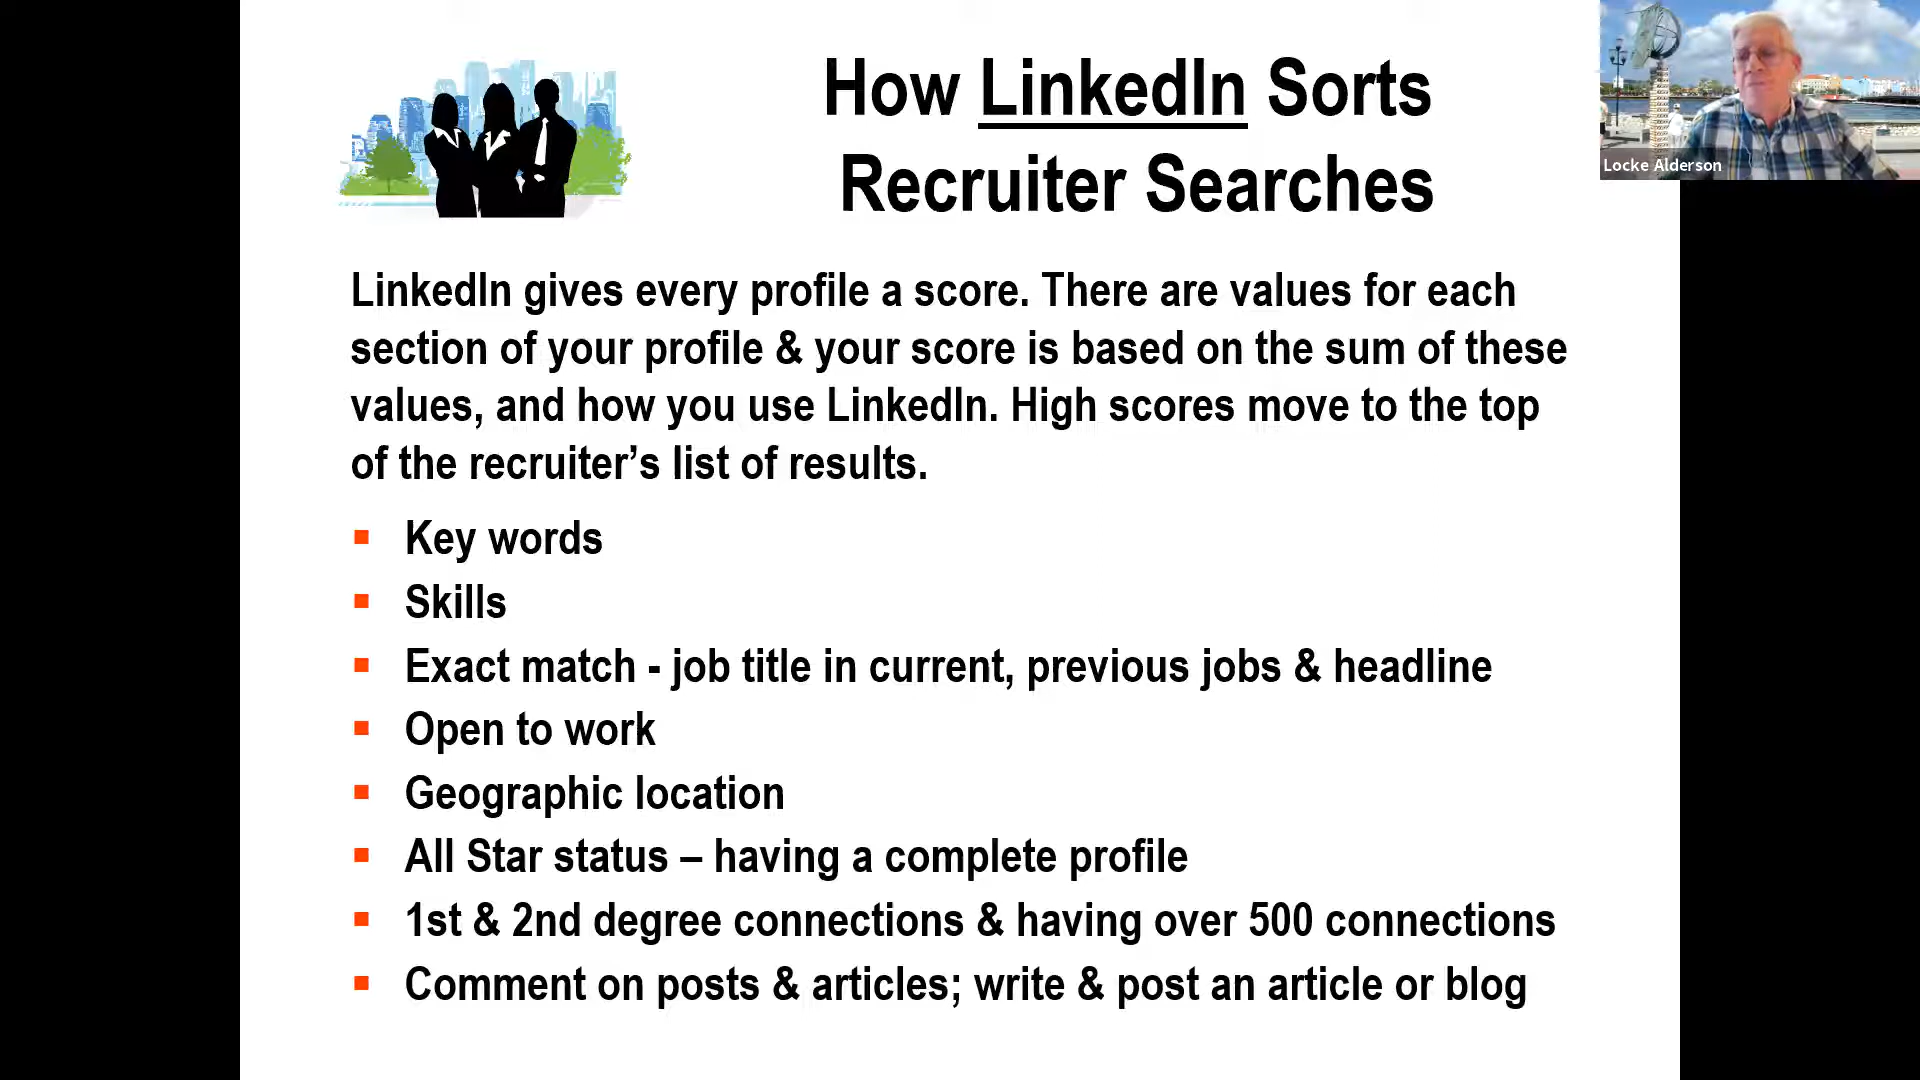 How LinkedIn Sorts
Recruiter Searches
Locke Alderson
LinkedIn gives every profile a score. There are values for each
section of your profile & your score is based on the sum of these
values, and how you use LinkedIn. High scores move to the top
of the recruiter’s list of results.
Key words
Skills
Exact match - job title in current, previous jobs & headline
Open to work
Geographic location
All Star status – having a complete profile
1st & 2nd degree connections & having over 500 connections
Comment on posts & articles; write & post an article or blog